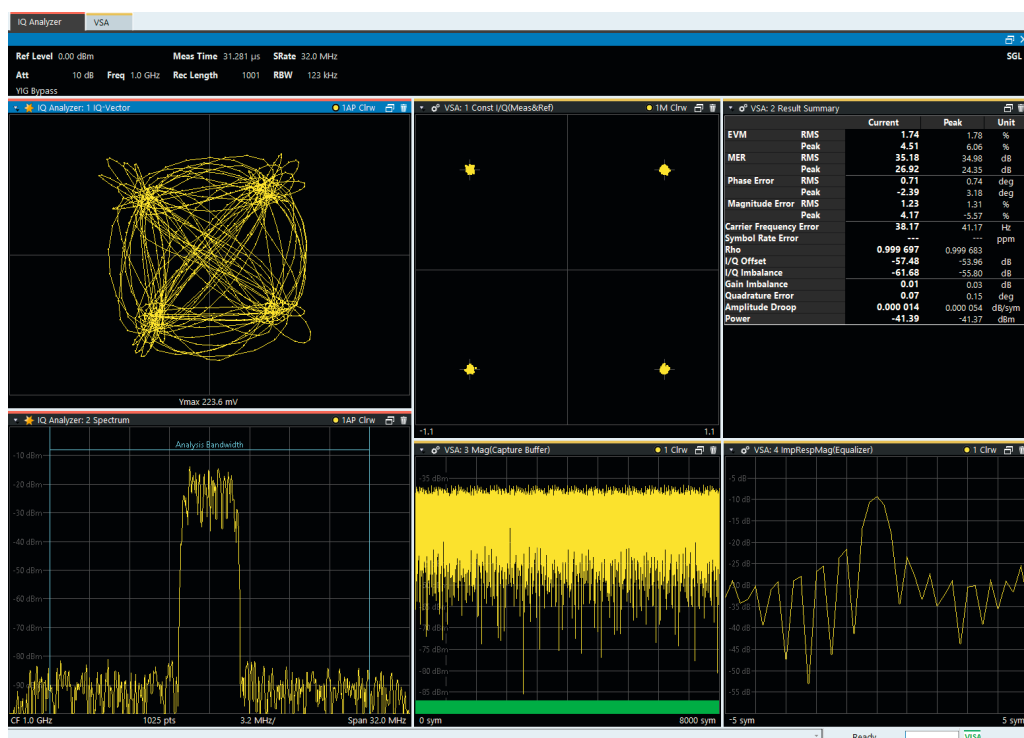 IQ Analyzer VSA
Ref Level 0.00 dBm Meas Time 31.281 µs SRate 32.0 MHz SGL
Att 10 dB Freq 1.0 GHz Rec Length 1001 RBW 123 kHz
YIG Bypass
IQ Analyzer: 1 IQ-Vector 1AP Clrw
Ymax 223.6 mV
VSA: 1 Const I/Q(Meas&Ref) 1M Clrw
-1.1 1.1
VSA: 2 Result Summary
Current Peak Unit
EVM RMS 1.74 1.78 %
Peak 4.51 6.06 %
MER RMS 35.18 34.98 dB
Peak 26.92 24.35 dB
Phase Error RMS 0.71 0.74 deg
Peak -2.39 3.18 deg
Magnitude Error RMS 1.23 1.31 %
Peak 4.17 -5.57 %
Carrier Frequency Error 38.17 41.17 Hz
Symbol Rate Error --- --- ppm
Rho 0.999 697 0.999 683
I/Q Offset -57.48 -53.96 dB
I/Q Imbalance -61.68 -55.80 dB
Gain Imbalance 0.01 0.03 dB
Quadrature Error 0.07 0.15 deg
Amplitude Droop 0.000 014 0.000 054 dB/sym
Power -41.39 -41.37 dBm
IQ Analyzer: 2 Spectrum 1AP Clrw
Analysis Bandwidth
-10 dBm
-20 dBm
-30 dBm
-40 dBm
-50 dBm
-60 dBm
-70 dBm
-80 dBm
-90
CF 1.0 GHz 1025 pts 3.2 MHz/ Span 32.0 MHz
VSA: 3 Mag(Capture Buffer) 1 Clrw
-35 dBm
-75 dBm
-80 dBm
-85 dBm
0 sym 8000 sym
VSA: 4 ImpRespMag(Equalizer) 1 Clrw
-5 dB
-10 dB
-15 dB
-20 dB
-25 dB
-30 dB
-35 dB
-40 dB
-45 dB
-50 dB
-55 dB
-5 sym 5 sym
Ready VISA